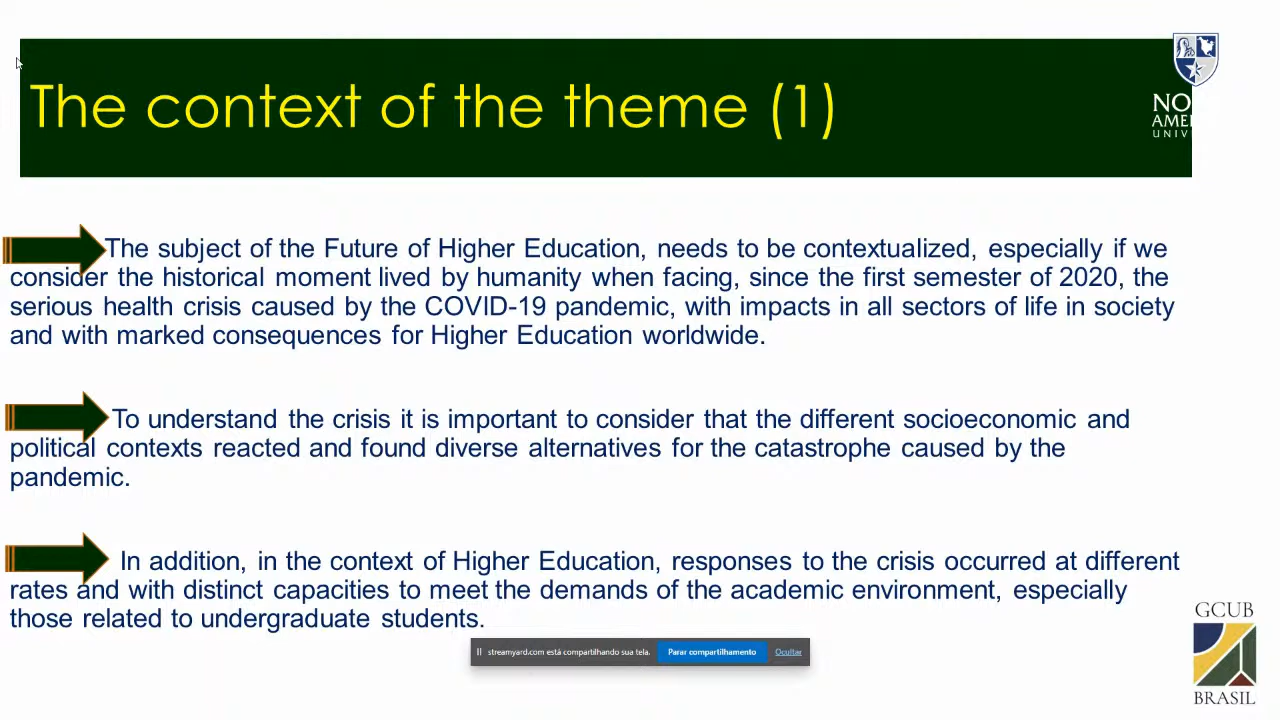 The context of the theme (1)
NO
AME
UNIV
The subject of the Future of Higher Education, needs to be contextualized, especially if we
consider the historical moment lived by humanity when facing, since the first semester of 2020, the
serious health crisis caused by the COVID-19 pandemic, with impacts in all sectors of life in society
and with marked consequences for Higher Education worldwide.
To understand the crisis it is important to consider that the different socioeconomic and
political contexts reacted and found diverse alternatives for the catastrophe caused by the
pandemic.
In addition, in the context of Higher Education, responses to the crisis occurred at different
rates and with distinct capacities to meet the demands of the academic environment, especially
those related to undergraduate students.
streamyard.com está compartilhando sua tela. Parar compartilhamento Ocultar
GCUB
BRASIL